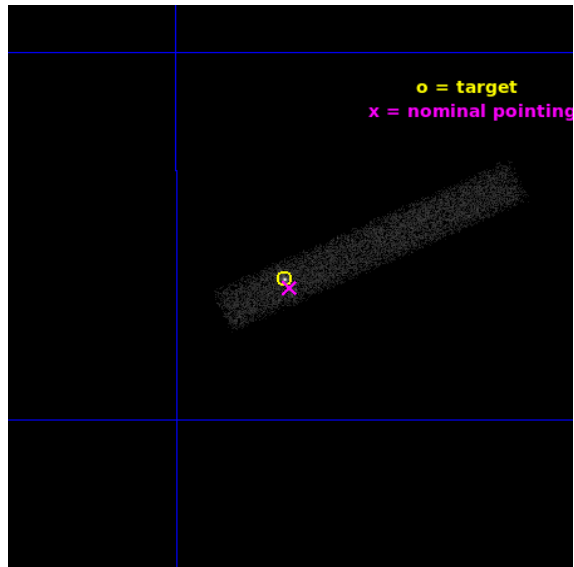 o = target
x = nominal pointing